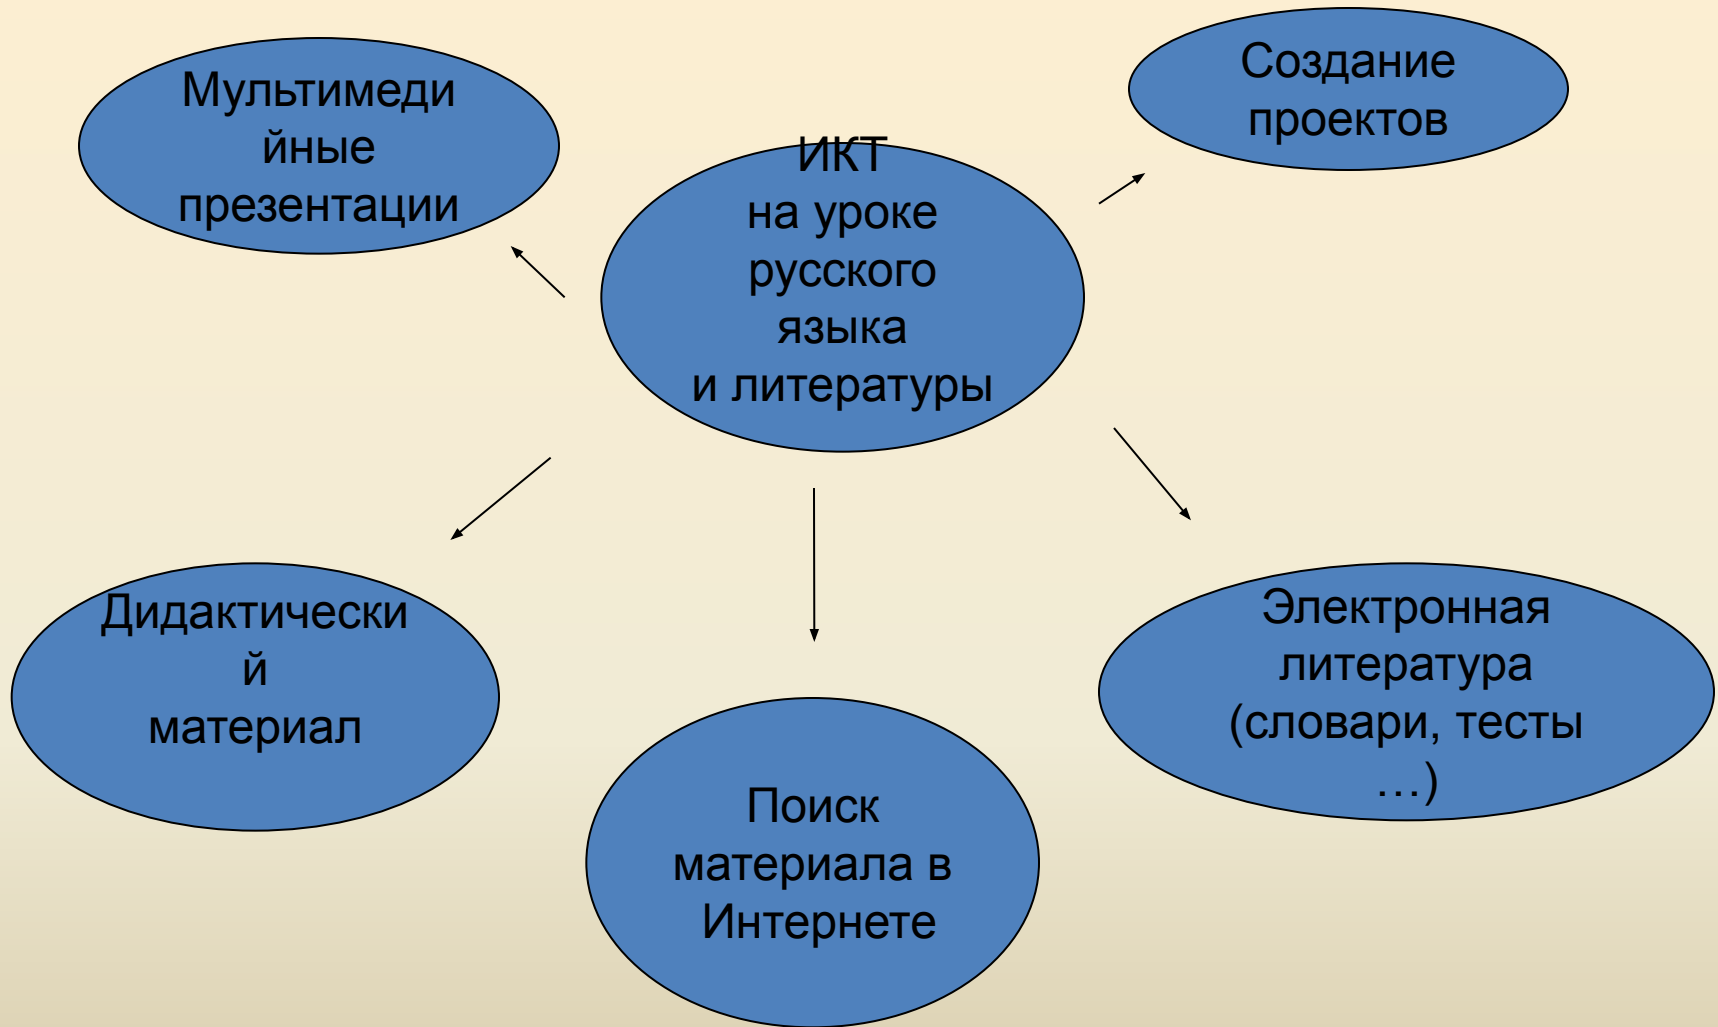 Мультимеди
йные
презентации
Создание
проектов
ИКТ
на уроке
русского
языка
и литературы
Дидактически
й
материал
Поиск
материала в
Интернете
Электронная
литература
(словари, тесты
…)